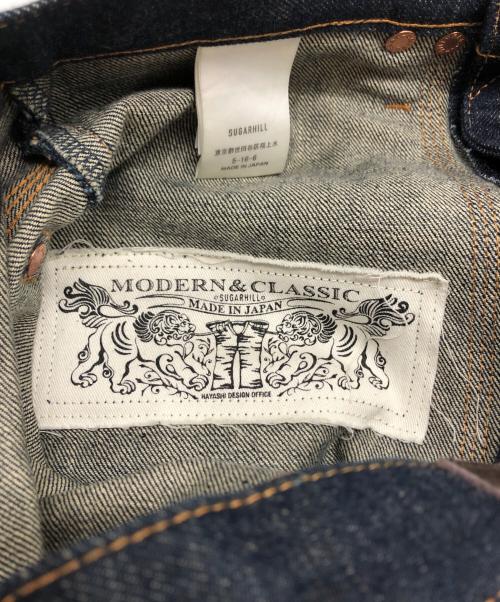 SUGARHILL
東京都世田谷区桜上水
5-16-6
MADE IN JAPAN
MODERN&CLASSIC
SUGARHILL
MADE IN JAPAN
HAYASHI DESIGN OFFICE